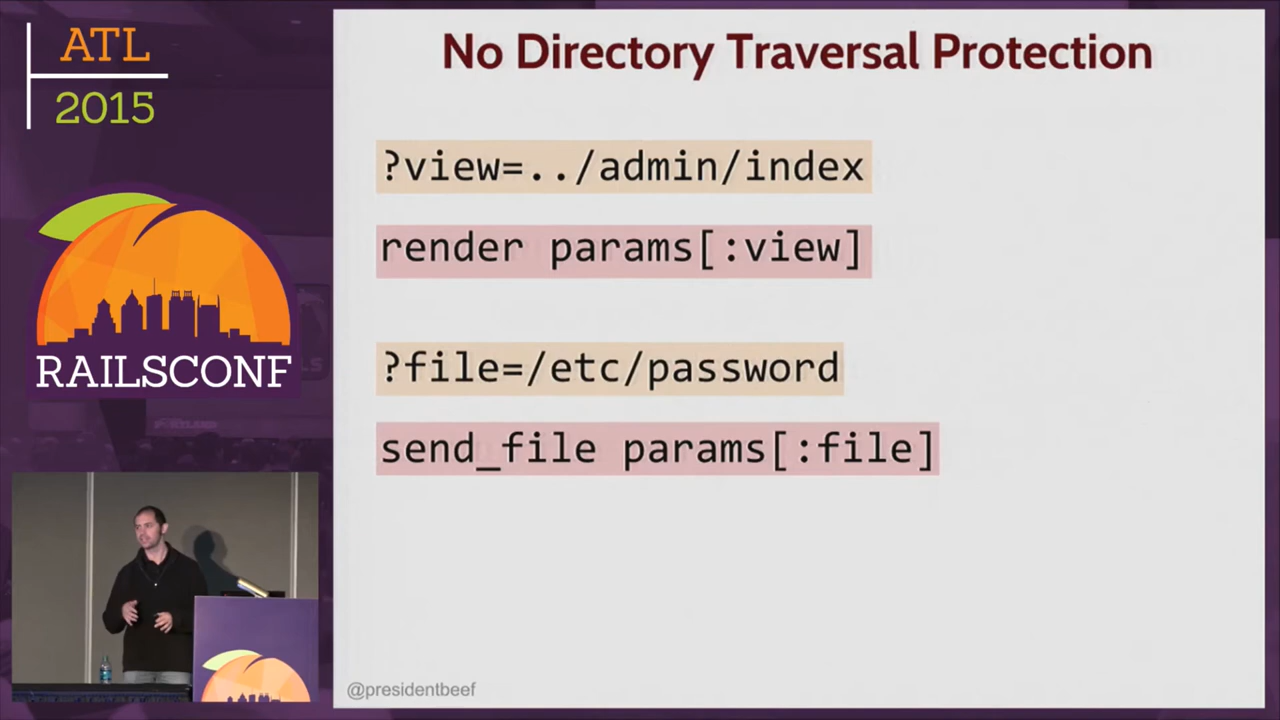 ATL
2015
RAILSCONF
No Directory Traversal Protection
?view=../admin/index
render params[:view]
?file=/etc/password
send_file params[:file]
@presidentbeef